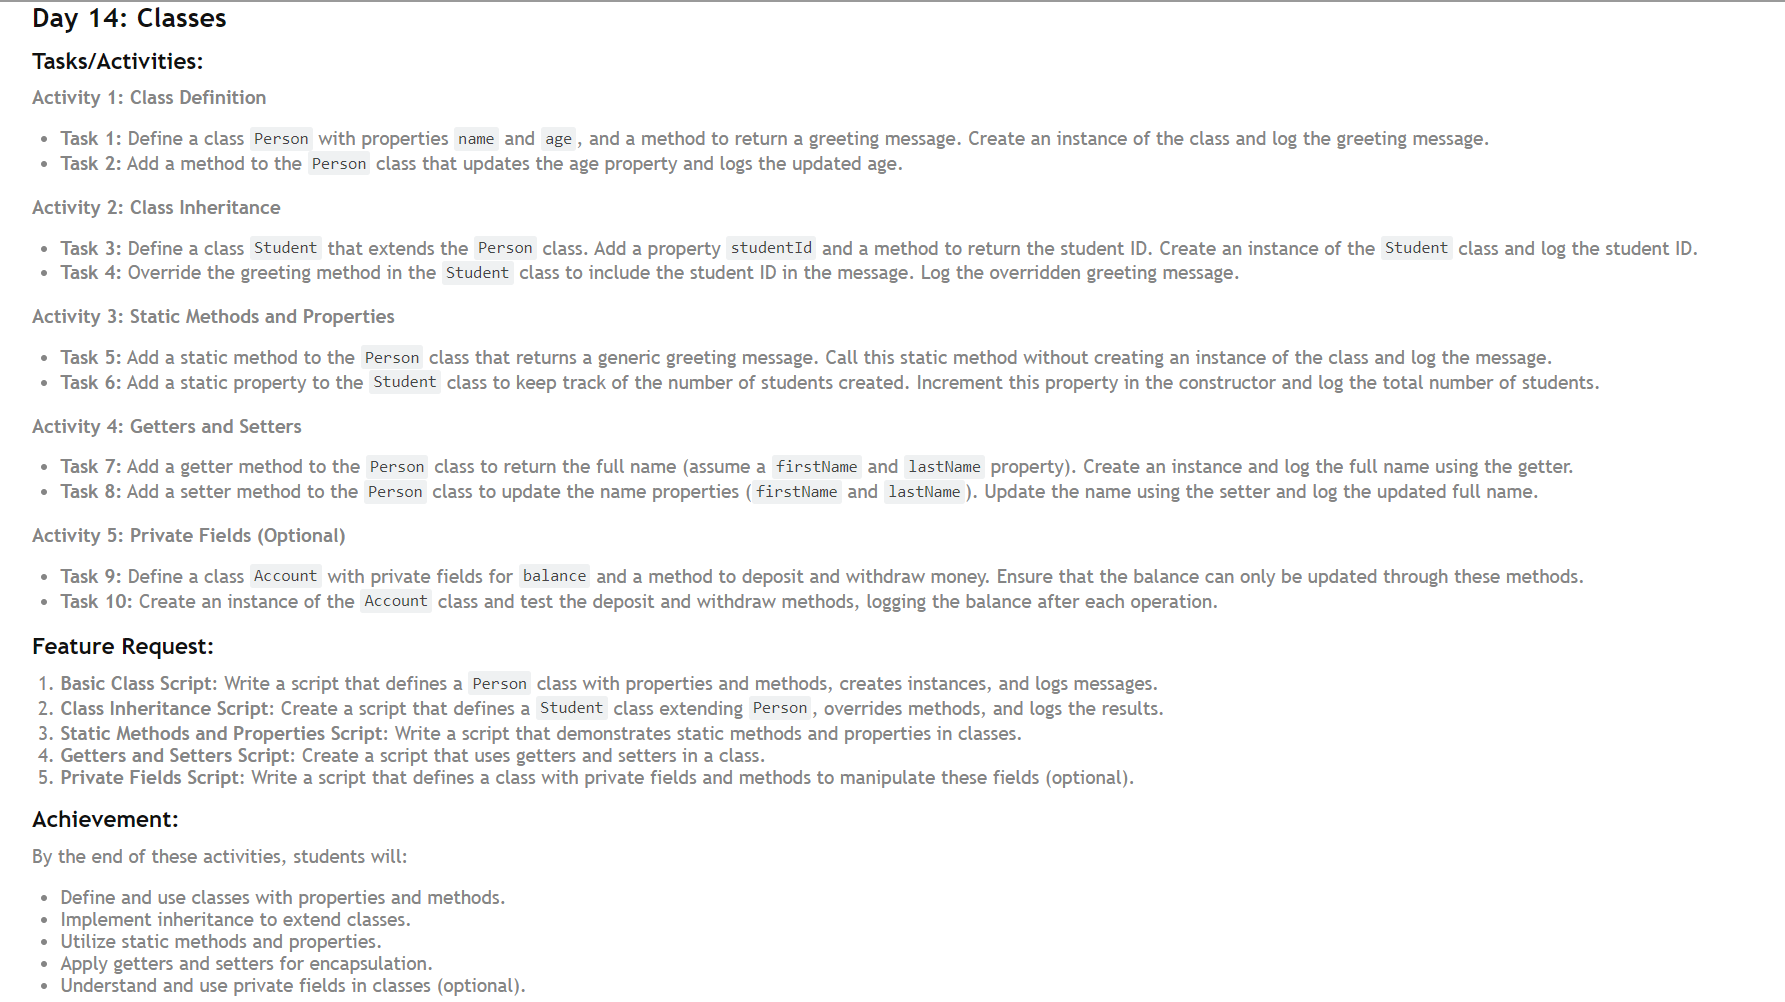 Day 14: Classes
Tasks/Activities:
Activity 1: Class Definition
• Task 1: Define a class Person with properties name and age, and a method to return a greeting message. Create an instance of the class and log the greeting message.
• Task 2: Add a method to the Person class that updates the age property and logs the updated age.
Activity 2: Class Inheritance
• Task 3: Define a class Student that extends the Person class. Add a property studentId and a method to return the student ID. Create an instance of the Student class and log the student ID.
• Task 4: Override the greeting method in the Student class to include the student ID in the message. Log the overridden greeting message.
Activity 3: Static Methods and Properties
• Task 5: Add a static method to the Person class that returns a generic greeting message. Call this static method without creating an instance of the class and log the message.
• Task 6: Add a static property to the Student class to keep track of the number of students created. Increment this property in the constructor and log the total number of students.
Activity 4: Getters and Setters
• Task 7: Add a getter method to the Person class to return the full name (assume a firstName and lastName property). Create an instance and log the full name using the getter.
• Task 8: Add a setter method to the Person class to update the name properties (firstName and lastName). Update the name using the setter and log the updated full name.
Activity 5: Private Fields (Optional)
• Task 9: Define a class Account with private fields for balance and a method to deposit and withdraw money. Ensure that the balance can only be updated through these methods.
• Task 10: Create an instance of the Account class and test the deposit and withdraw methods, logging the balance after each operation.
Feature Request:
1. Basic Class Script: Write a script that defines a Person class with properties and methods, creates instances, and logs messages.
2. Class Inheritance Script: Create a script that defines a Student class extending Person, overrides methods, and logs the results.
3. Static Methods and Properties Script: Write a script that demonstrates static methods and properties in classes.
4. Getters and Setters Script: Create a script that uses getters and setters in a class.
5. Private Fields Script: Write a script that defines a class with private fields and methods to manipulate these fields (optional).
Achievement:
By the end of these activities, students will:
• Define and use classes with properties and methods.
• Implement inheritance to extend classes.
• Utilize static methods and properties.
• Apply getters and setters for encapsulation.
• Understand and use private fields in classes (optional).